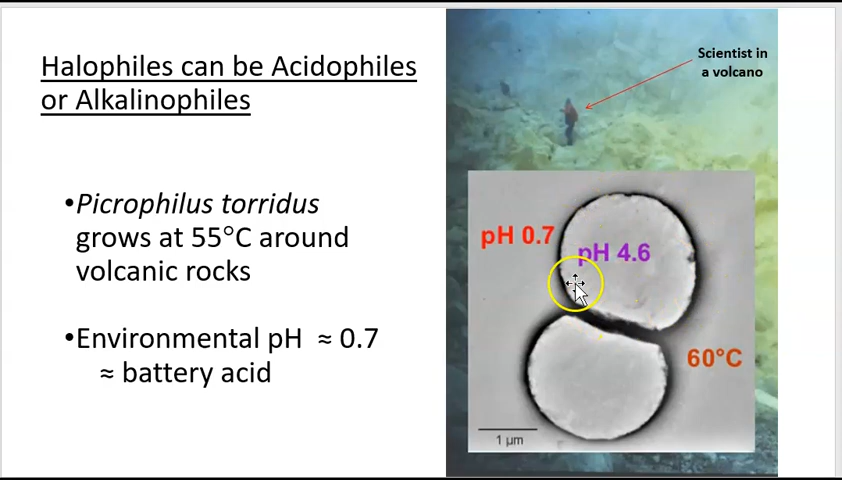 Halophiles can be Acidophiles
or Alkalinophiles
•Picrophilus torridus
grows at 55°C around
volcanic rocks
•Environmental pH ≈ 0.7
≈ battery acid
Scientist in
a volcano
pH 0.7
pH 4.6
60°C
1 µm